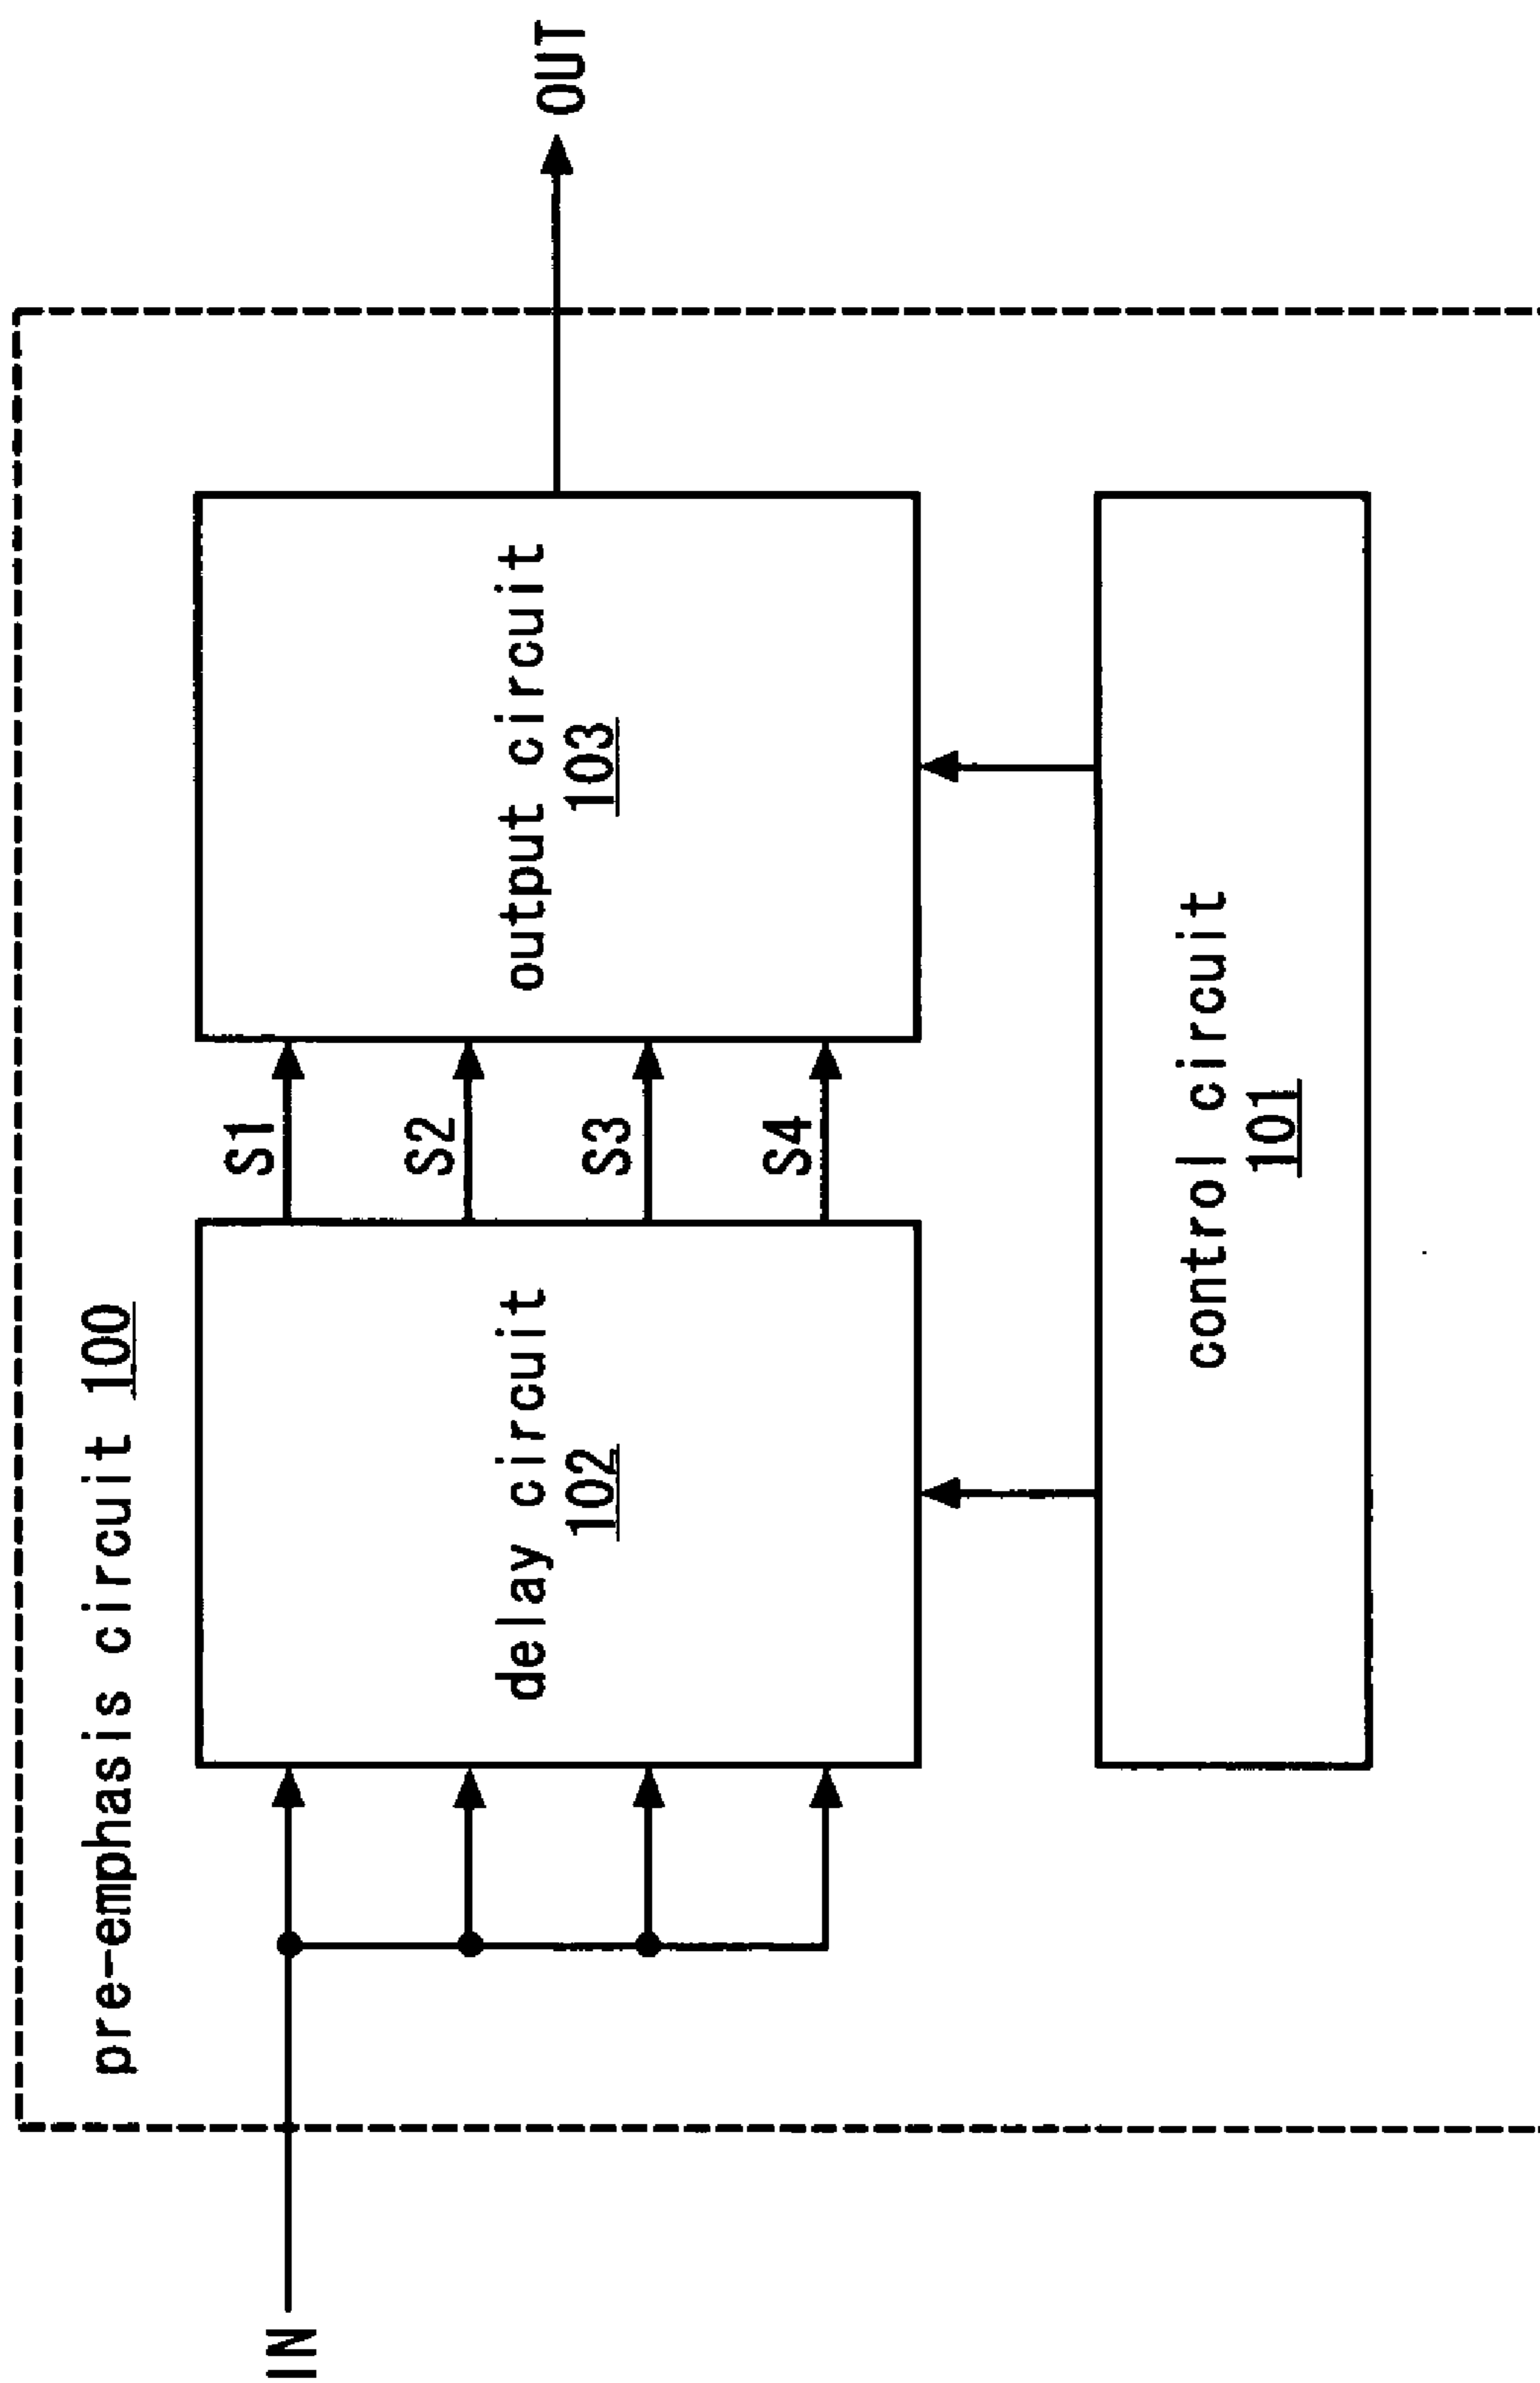 pre-emphasis circuit 100
IN
delay circuit
102
S1
S2
S3
S4
output circuit
103
OUT
control circuit
101